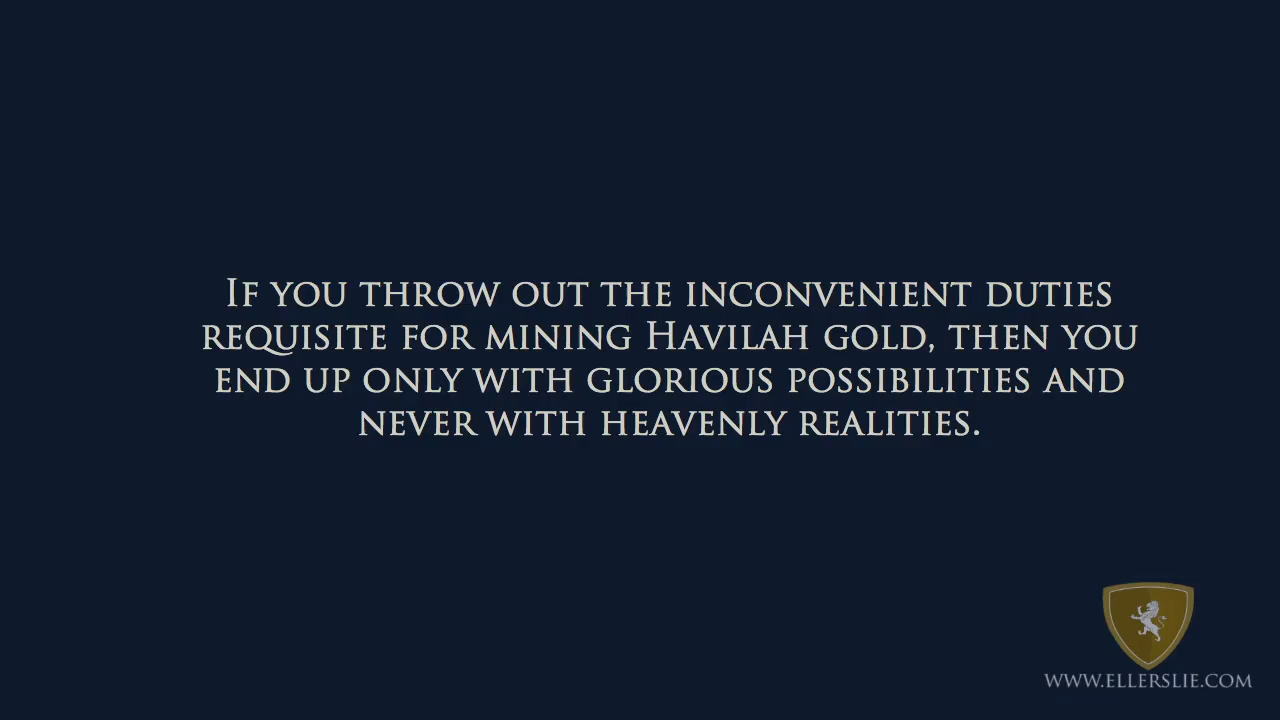 If you throw out the inconvenient duties
requisite for mining Havilah gold, then you
end up only with glorious possibilities and
never with heavenly realities.
www.ellerslie.com